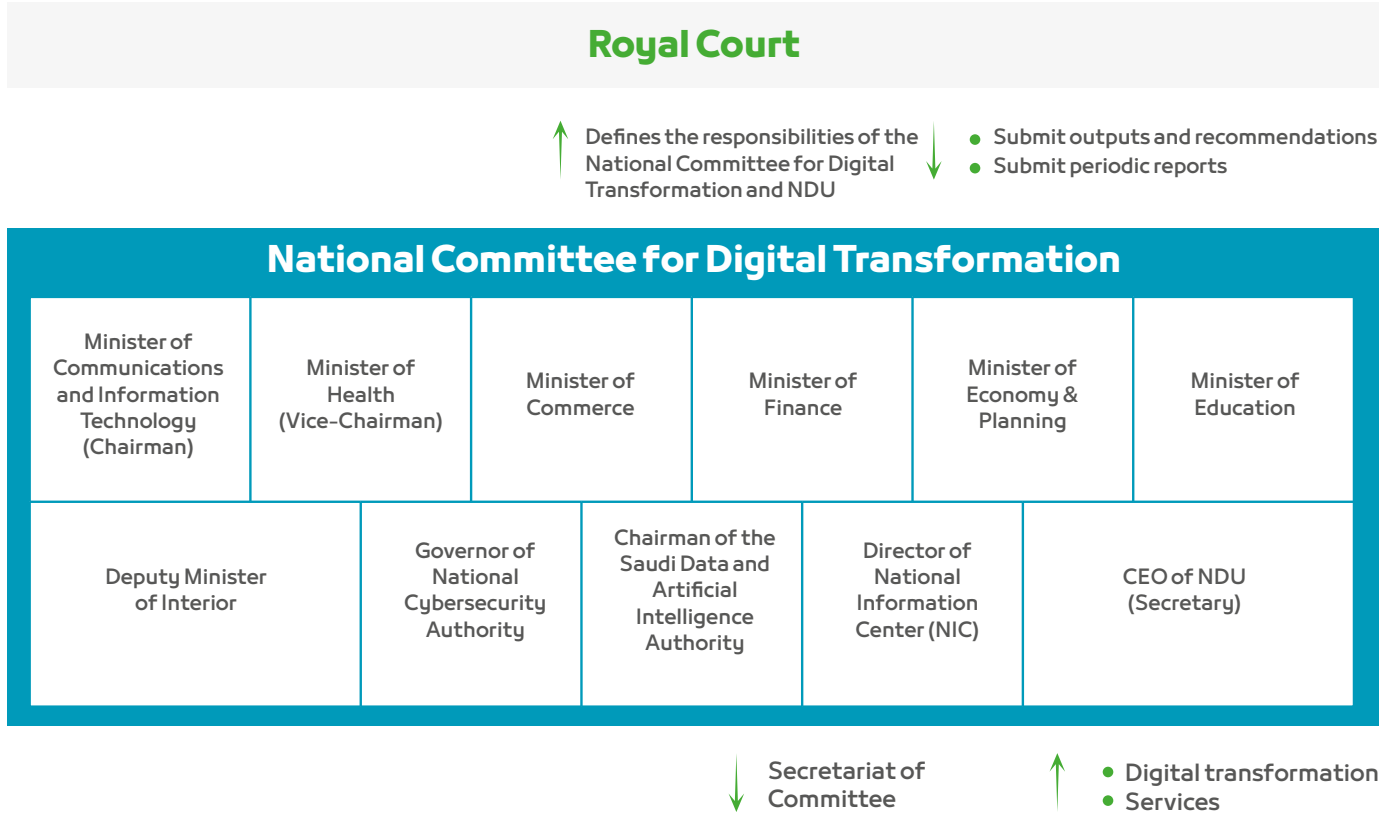 Royal Court
Defines the responsibilities of the
National Committee for Digital
Transformation and NDU
Submit outputs and recommendations
Submit periodic reports
National Committee for Digital Transformation
Minister of
Communications
and Information
Technology
(Chairman)
Minister of
Health
(Vice-Chairman)
Minister of
Commerce
Minister of
Finance
Minister of
Economy &
Planning
Minister of
Education
Deputy Minister
of Interior
Governor of
National
Cybersecurity
Authority
Chairman of the
Saudi Data and
Artificial
Intelligence
Authority
Director of
National
Information
Center (NIC)
CEO of NDU
(Secretary)
Secretariat of
Committee
Digital transformation
Services